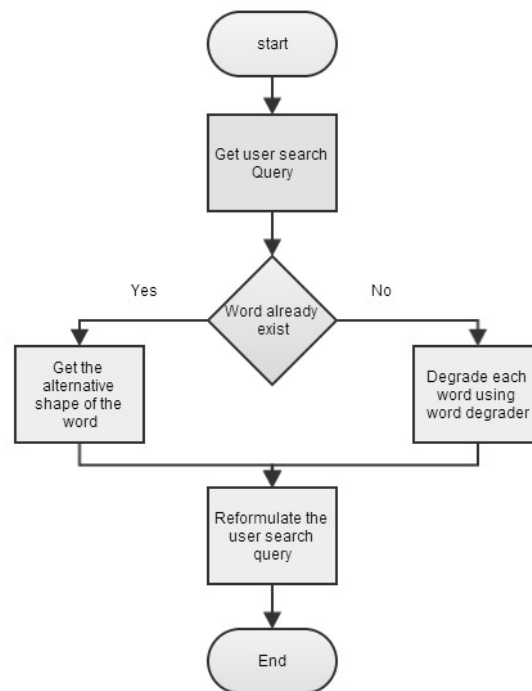 start
Get user search
Query
Yes
No
Word already
exist
Get the
alternative
shape of the
word
Degrade each
word using
word degrader
Reformulate the
user search
query
End